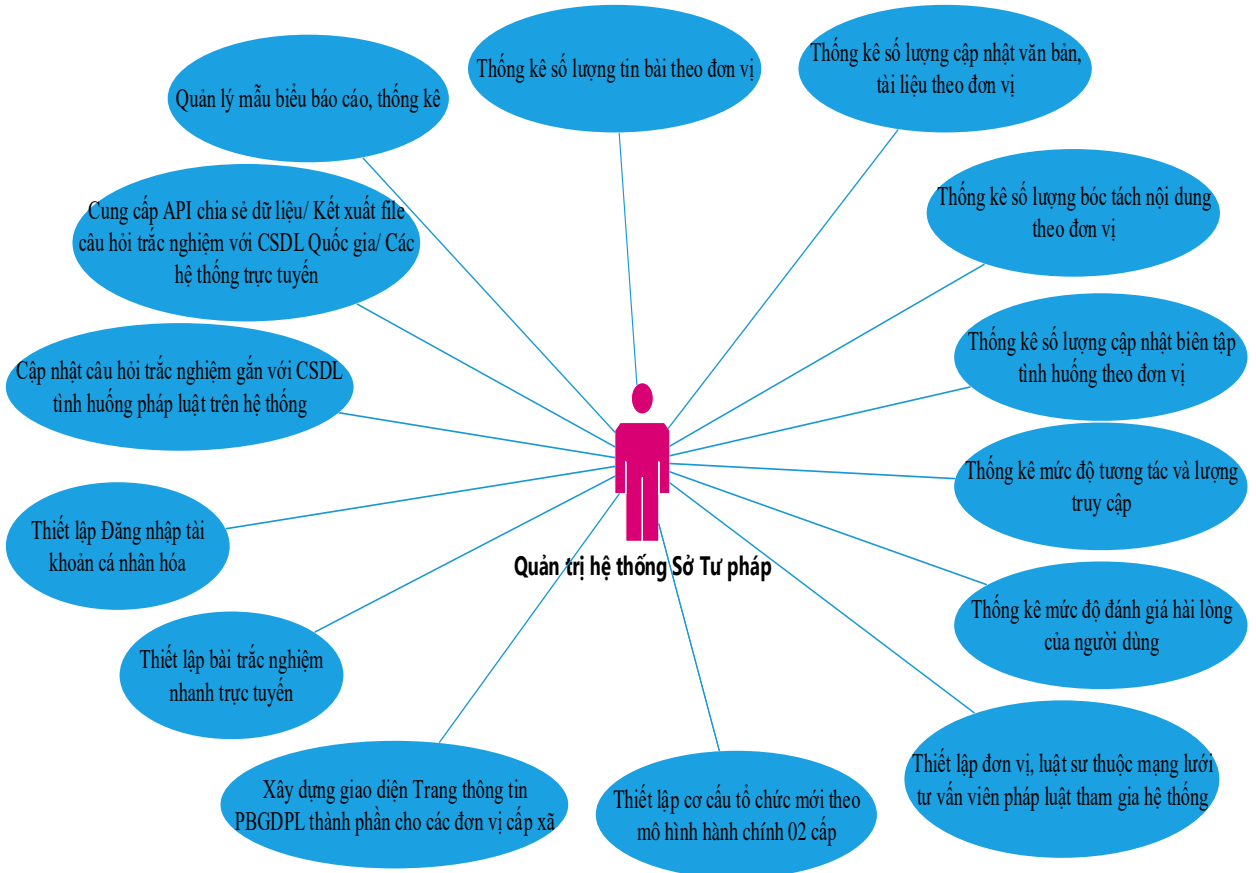 Thống kê số lượng tin bài theo đơn vị
Thống kê số lượng cập nhật văn bản,
tài liệu theo đơn vị
Quản lý mẫu biểu báo cáo, thống kê
Thống kê số lượng bóc tách nội dung
theo đơn vị
Cung cấp API chia sẻ dữ liệu/ Kết xuất file
câu hỏi trắc nghiệm với CSDL Quốc gia/ Các
hệ thống trực tuyến
Thống kê số lượng cập nhật biên tập
tình huống theo đơn vị
Cập nhật câu hỏi trắc nghiệm gắn với CSDL
tình huống pháp luật trên hệ thống
Thống kê mức độ tương tác và lượng
truy cập
Thiết lập Đăng nhập tài
khoản cá nhân hóa
Quản trị hệ thống Sở Tư pháp
Thống kê mức độ đánh giá hài lòng
của người dùng
Thiết lập bài trắc nghiệm
nhanh trực tuyến
Thiết lập đơn vị, luật sư thuộc mạng lưới
tư vấn viên pháp luật tham gia hệ thống
Xây dựng giao diện Trang thông tin
PBGDPL thành phần cho các đơn vị cấp xã
Thiết lập cơ cấu tổ chức mới theo
mô hình hành chính 02 cấp